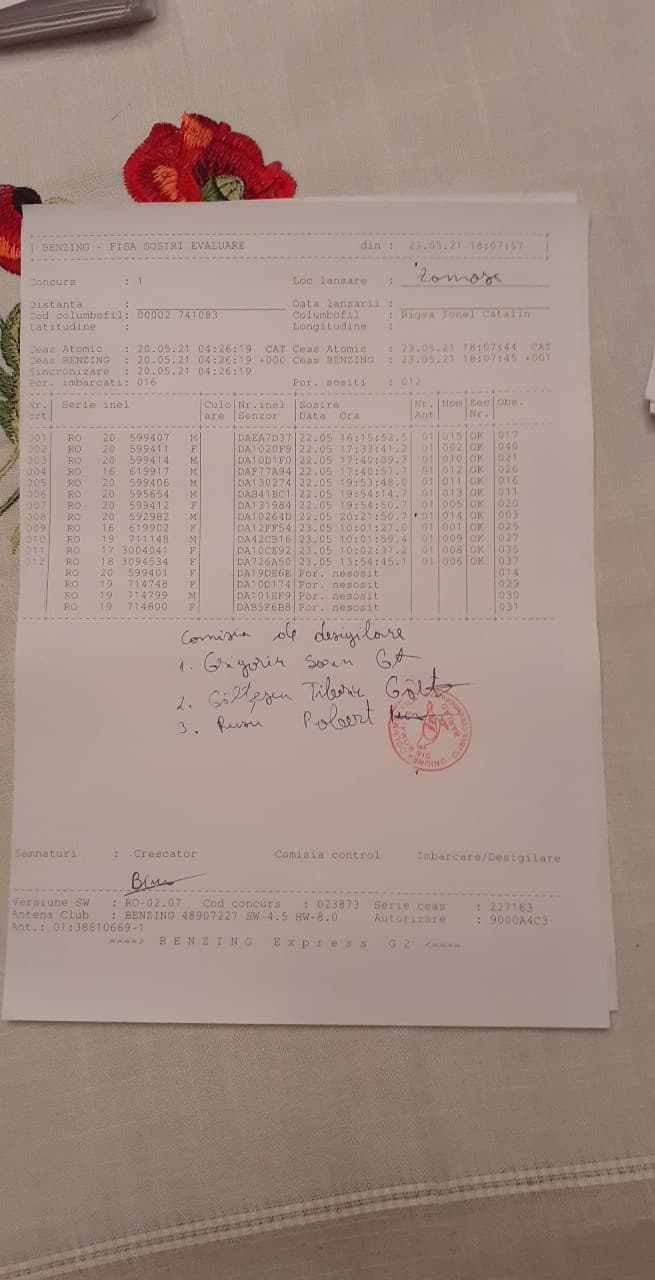 BENZING - FISA SOSIRI EVALUARE din : 23.05.21 18:07:57
Concurs : 1 Loc lansare :
Distanta : Data lansarii :
Cod columbofil: 00002 741083 Columbofil : Bigea Ionel Catalin
Latitudine : Longitudine :
Ceas Atomic : 20.05.21 04:26:19 CAT Ceas Atomic : 23.05.21 18:07:44 CAT
Ceas BENZING : 20.05.21 04:26:19 +000 Ceas BENZING : 23.05.21 18:07:45 +001
Sincronizare : 20.05.21 04:26:19
Por. imbarcati: 016 Por. sositi : 012
Nr. Serie inel Culo Nr.inel Sosire Nr. Nom Sec Obs.
crt are Senzor Data Ora Ant Nr.
001 RO 20 599407 M DAEA7D37 22.05 16:15:52.5 01 015 OK 017
002 RO 20 599411 F DA1020F9 22.05 17:33:41.2 01 002 OK 040
003 RO 20 599414 M DA10D1F0 22.05 17:40:09.3 01 010 OK 021
004 RO 16 619917 M DAF77A94 22.05 17:40:57.7 01 012 OK 026
005 RO 20 599406 M DA130274 22.05 19:53:48.0 01 011 OK 016
006 RO 20 595654 M DAB41BC1 22.05 19:54:14.7 01 013 OK 011
007 RO 20 599412 F DA131984 22.05 19:54:50.7 01 005 OK 020
008 RO 20 592982 M DA10264D 22.05 20:21:50.7 01 014 OK 003
009 RO 16 619902 F DA12FF54 23.05 10:01:27.0 01 001 OK 025
010 RO 19 711148 M DA42CB16 23.05 10:01:59.4 01 009 OK 027
011 RO 17 3004041 F DA10CE92 23.05 10:02:37.2 01 008 OK 035
012 RO 18 3094534 F DA726A50 23.05 13:54:45.1 01 006 OK 037
RO 20 599401 F DA19DE6E Por. nesosit 014
RO 19 714748 F DA10D174 Por. nesosit 029
RO 19 714799 M DA101EF9 Por. nesosit 030
RO 19 714800 F DAB5F6B8 Por. nesosit 031
Comisia de desigilare
1. Grigoriu
2. Tiberiu
3. Rusu Robert
UNIUNEA
Semnaturi : Crescator Comisia control Imbarcare/Desigilare
Versiune SW : RO-02.07 Cod concurs : 023873 Serie ceas : 227163
Antena Club : BENZING 48907227 SW-4.5 HW-8.0 Autorizare : 9000A4C3
Ant.: 01:38810669-1
====> B E N Z I N G E x p r e s s G 2 <====